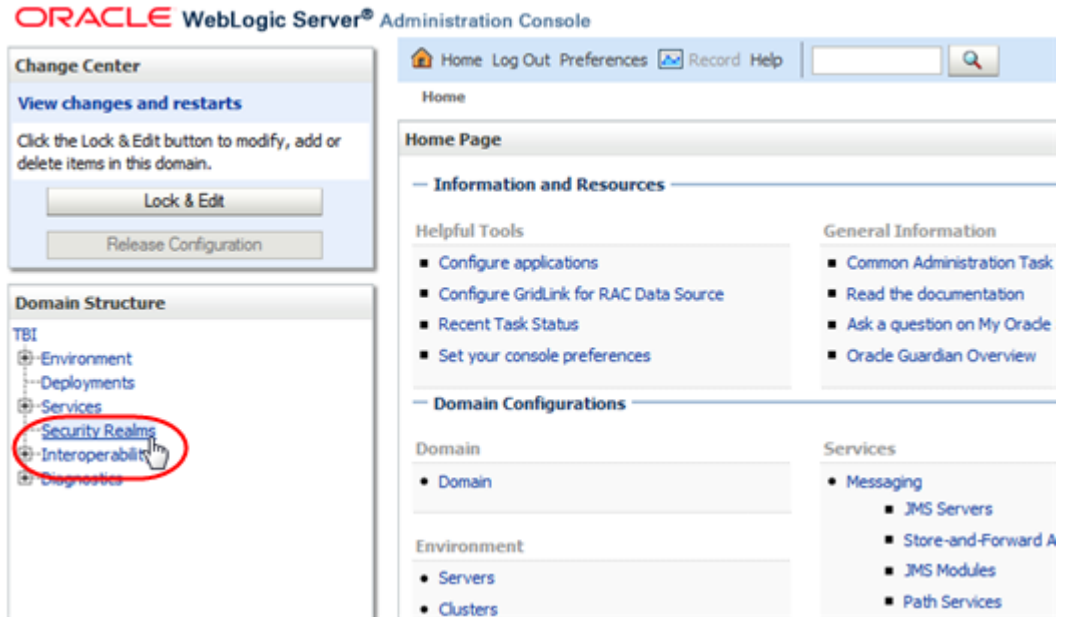 ORACLE WebLogic Server® Administration Console
Change Center
View changes and restarts
Click the Lock & Edit button to modify, add or
delete items in this domain.
Lock & Edit
Release Configuration
Domain Structure
TBI
Environment
Deployments
Services
Security Realms
Interoperabilit
Diagnostics
Home Log Out Preferences Record Help
Home
Home Page
Information and Resources
Helpful Tools
Configure applications
Configure GridLink for RAC Data Source
Recent Task Status
Set your console preferences
General Information
Common Administration Task
Read the documentation
Ask a question on My Oracle
Oracle Guardian Overview
Domain Configurations
Domain
Domain
Environment
Servers
Clusters
Services
Messaging
JMS Servers
Store-and-Forward A
JMS Modules
Path Services